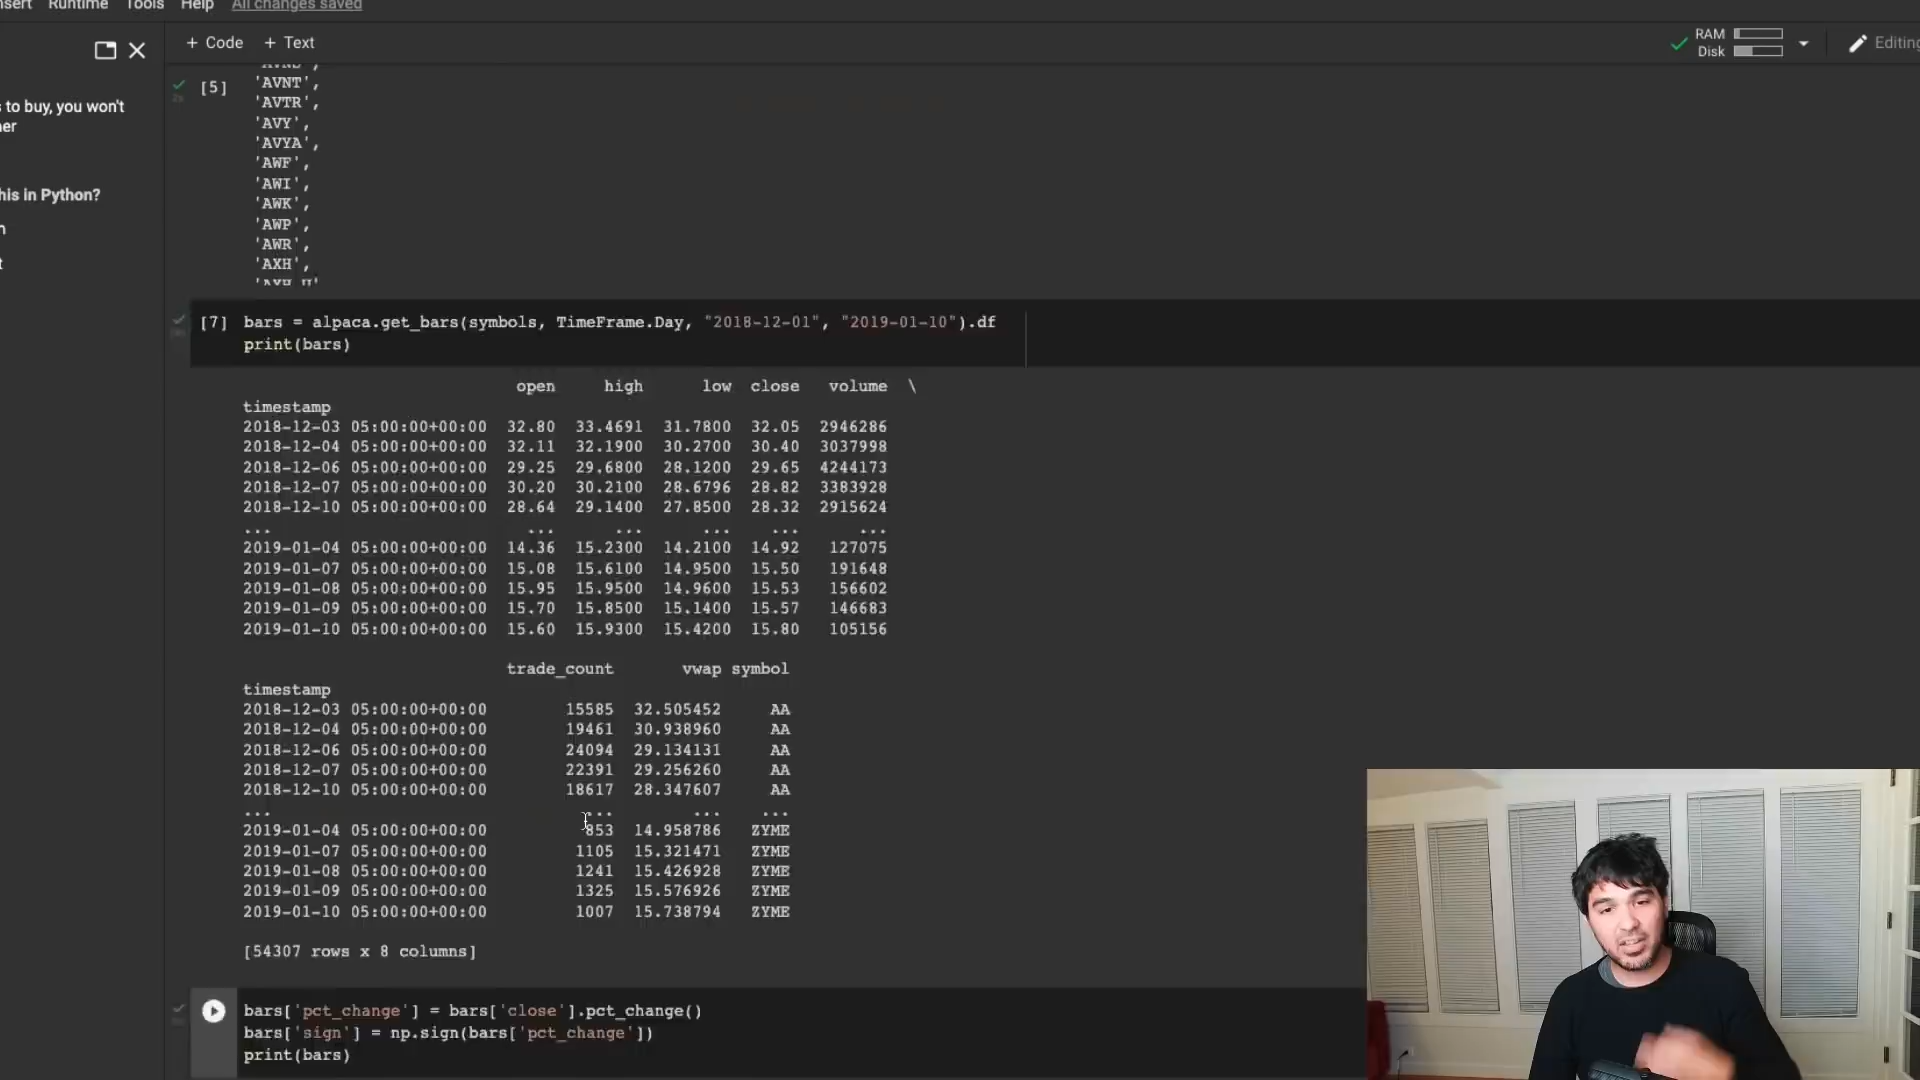 nsert Runtime Tools Help All changes saved
+ Code + Text
RAM
Disk
Editing
s to buy, you won't
her
his in Python?
n
t
[5]
'AVNT',
'AVTR',
'AVY',
'AVYA',
'AWF',
'AWI',
'AWK',
'AWP',
'AWR',
'AXH',
[7] bars = alpaca.get_bars(symbols, TimeFrame.Day, "2018-12-01", "2019-01-10").df
print(bars)
open high low close volume \
timestamp
2018-12-03 05:00:00+00:00 32.80 33.4691 31.7800 32.05 2946286
2018-12-04 05:00:00+00:00 32.11 32.1900 30.2700 30.40 3037998
2018-12-06 05:00:00+00:00 29.25 29.6800 28.1200 29.65 4244173
2018-12-07 05:00:00+00:00 30.20 30.2100 28.6796 28.82 3383928
2018-12-10 05:00:00+00:00 28.64 29.1400 27.8500 28.32 2915624
... ... ... ... ... ...
2019-01-04 05:00:00+00:00 14.36 15.2300 14.2100 14.92 127075
2019-01-07 05:00:00+00:00 15.08 15.6100 14.9500 15.50 191648
2019-01-08 05:00:00+00:00 15.95 15.9500 14.9600 15.53 156602
2019-01-09 05:00:00+00:00 15.70 15.8500 15.1400 15.57 146683
2019-01-10 05:00:00+00:00 15.60 15.9300 15.4200 15.80 105156
trade_count vwap symbol
timestamp
2018-12-03 05:00:00+00:00 15585 32.505452 AA
2018-12-04 05:00:00+00:00 19461 30.938960 AA
2018-12-06 05:00:00+00:00 24094 29.134131 AA
2018-12-07 05:00:00+00:00 22391 29.256260 AA
2018-12-10 05:00:00+00:00 18617 28.347607 AA
... ... ... ...
2019-01-04 05:00:00+00:00 853 14.958786 ZYME
2019-01-07 05:00:00+00:00 1105 15.321471 ZYME
2019-01-08 05:00:00+00:00 1241 15.426928 ZYME
2019-01-09 05:00:00+00:00 1325 15.576926 ZYME
2019-01-10 05:00:00+00:00 1007 15.738794 ZYME
[54307 rows x 8 columns]
bars['pct_change'] = bars['close'].pct_change()
bars['sign'] = np.sign(bars['pct_change'])
print(bars)